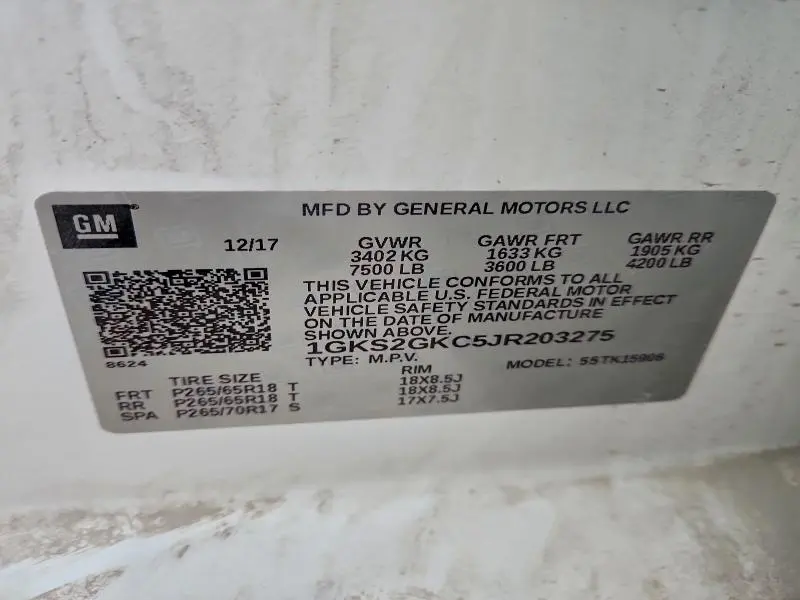 GM
MFD BY GENERAL MOTORS LLC
12/17
GVWR GAWR FRT GAWR RR
3402 KG 1633 KG 1905 KG
7500 LB 3600 LB 4200 LB
THIS VEHICLE CONFORMS TO ALL
APPLICABLE U.S. FEDERAL MOTOR
VEHICLE SAFETY STANDARDS IN EFFECT
ON THE DATE OF MANUFACTURE
SHOWN ABOVE.
1GKS2GKC5JR203275
8624
TYPE: M.P.V. MODEL:
TIRE SIZE RIM
FRT P265/65R18 T 18X8.5J
RR P265/65R18 T 18X8.5J
SPA P265/70R17 S 17X7.5J